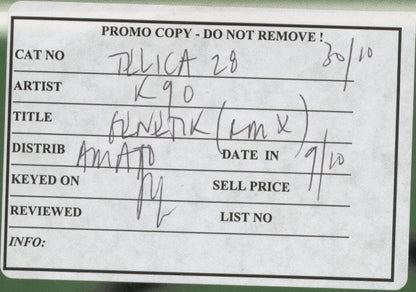 PROMO COPY - DO NOT REMOVE !
CAT NO TELICA 28 30/10
ARTIST K90
TITLE (RMX)
DISTRIB AMATO DATE IN 9/10
KEYED ON SELL PRICE
REVIEWED LIST NO
INFO: